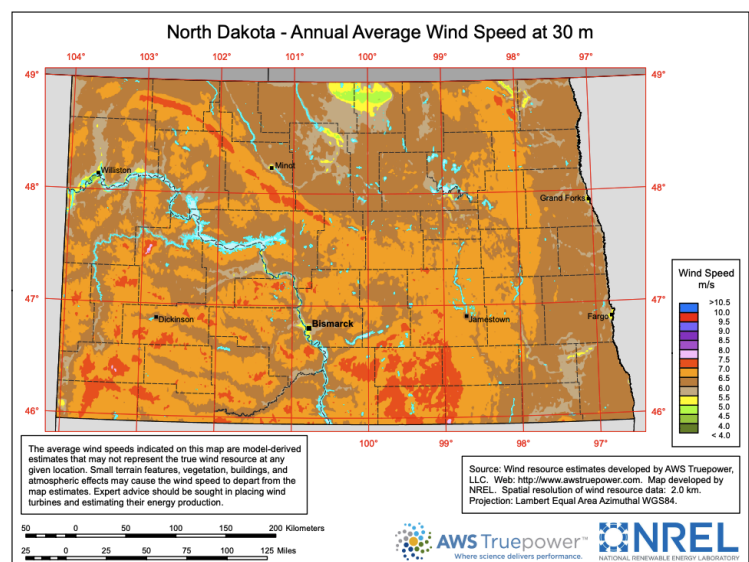 North Dakota - Annual Average Wind Speed at 30 m
104° 103° 102° 101° 100° 99° 98° 97°
49° 49°
Minot
Williston
48° 48°
Grand Forks
Wind Speed
m/s
>10.5
10.0
9.5
9.0
8.5
8.0
7.5
7.0
6.5
6.0
5.5
5.0
4.5
4.0
< 4.0
47° 47°
Dickinson
Bismarck
Jamestown
Fargo
46° 46°
100° 99° 98° 97°
The average wind speeds indicated on this map are model-derived
estimates that may not represent the true wind resource at any
given location. Small terrain features, vegetation, buildings, and
atmospheric effects may cause the wind speed to depart from the
map estimates. Expert advice should be sought in placing wind
turbines and estimating their energy production.
Source: Wind resource estimates developed by AWS Truepower,
LLC. Web: http://www.awstruepower.com. Map developed by
NREL. Spatial resolution of wind resource data: 2.0 km.
Projection: Lambert Equal Area Azimuthal WGS84.
50 0 50 100 150 200 Kilometers
25 0 25 50 75 100 125 Miles
AWS Truepower™
Where science delivers performance.
NREL
NATIONAL RENEWABLE ENERGY LABORATORY